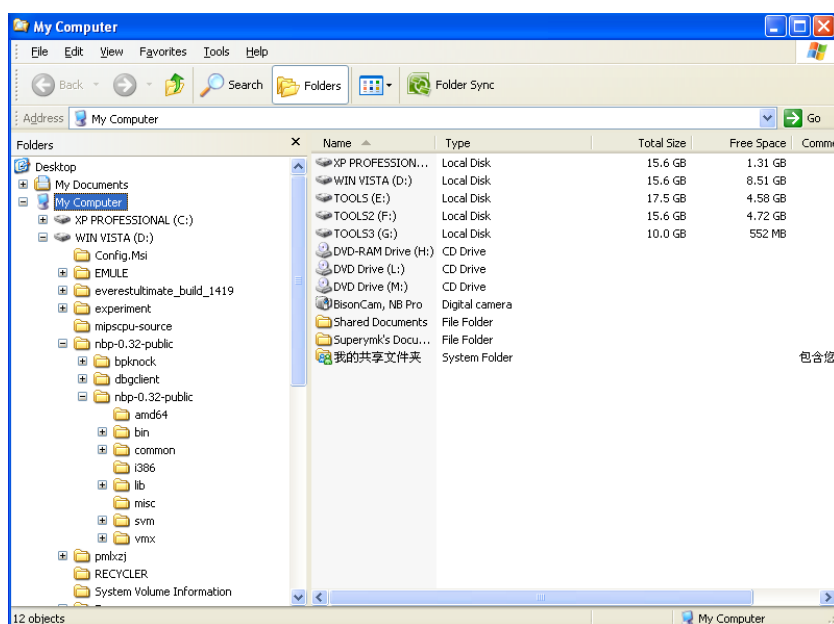 My Computer
File Edit View Favorites Tools Help
Back Search Folders Folder Sync
Address My Computer Go
Folders
Desktop
My Documents
My Computer
XP PROFESSIONAL (C:)
WIN VISTA (D:)
Config.Msi
EMULE
everestultimate_build_1419
experiment
mipscpu-source
nbp-0.32-public
bpknock
dbgclient
nbp-0.32-public
amd64
bin
common
i386
lib
misc
svm
vmx
pmlxzj
RECYCLER
System Volume Information
Name Type Total Size Free Space Comme
XP PROFESSION... Local Disk 15.6 GB 1.31 GB
WIN VISTA (D:) Local Disk 15.6 GB 8.51 GB
TOOLS (E:) Local Disk 17.5 GB 4.58 GB
TOOLS2 (F:) Local Disk 15.6 GB 4.72 GB
TOOLS3 (G:) Local Disk 10.0 GB 552 MB
DVD-RAM Drive (H:) CD Drive
DVD Drive (L:) CD Drive
DVD Drive (M:) CD Drive
BisonCam, NB Pro Digital camera
Shared Documents File Folder
Superymk's Docu... File Folder
我的共享文件夹 System Folder 包含您
12 objects My Computer